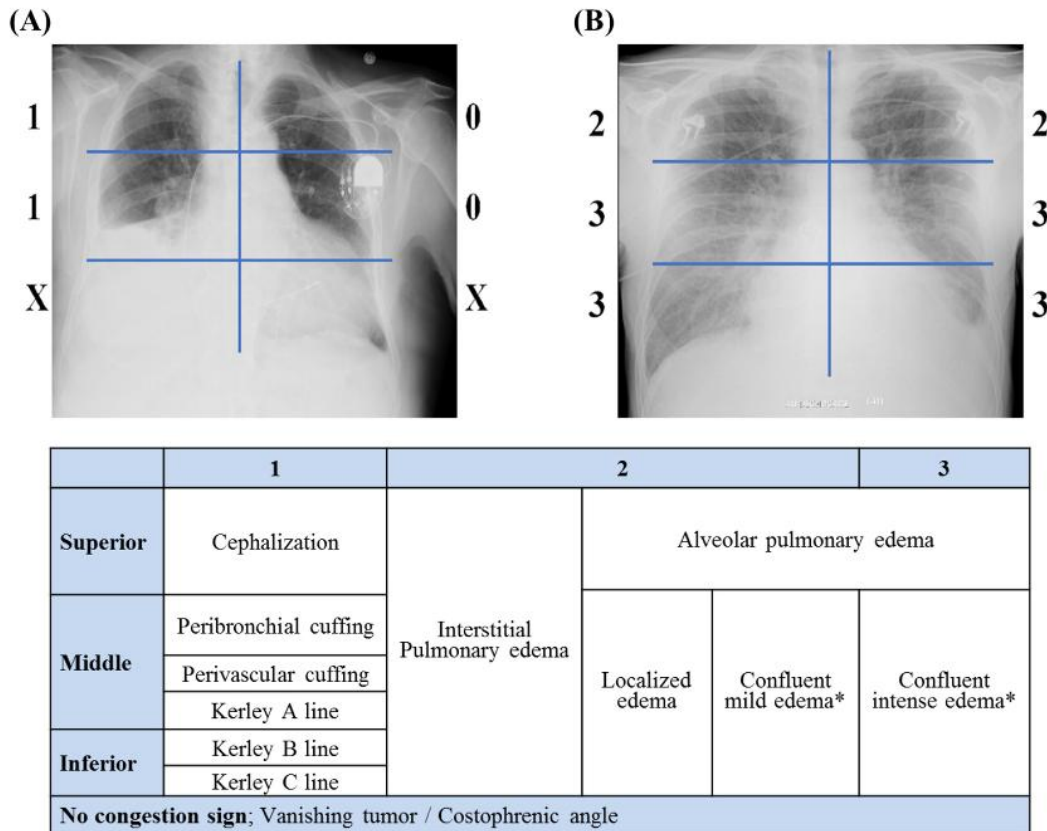 (A)
(B)
1
0
2
2
1
0
3
3
X
X
3
3
1
2
3
Superior
Cephalization
Interstitial
Pulmonary edema
Alveolar pulmonary edema
Middle
Peribronchial cuffing
Perivascular cuffing
Kerley A line
Localized
edema
Confluent
mild edema*
Confluent
intense edema*
Inferior
Kerley B line
Kerley C line
No congestion sign; Vanishing tumor / Costophrenic angle